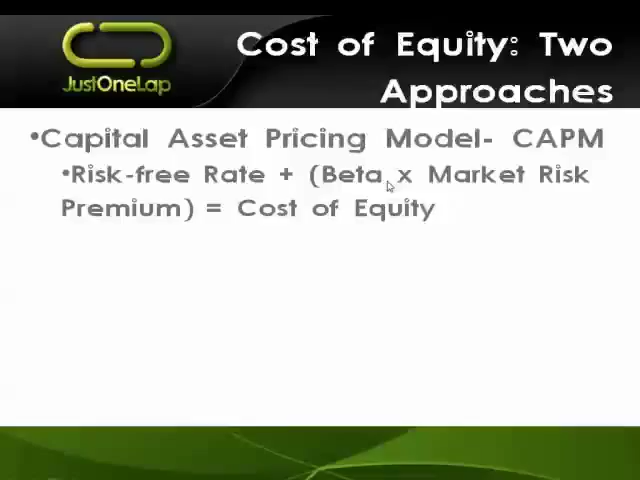 JustOneLap
Cost of Equity: Two
Approaches
•Capital Asset Pricing Model- CAPM
•Risk-free Rate + (Beta x Market Risk
Premium) = Cost of Equity